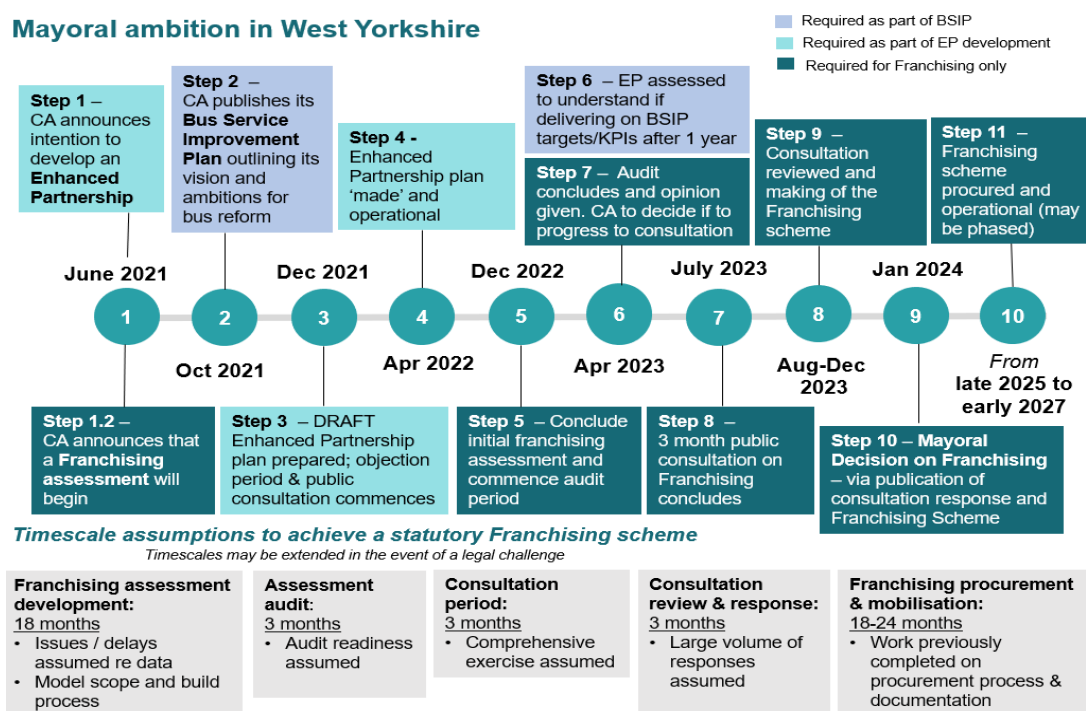 Mayoral ambition in West Yorkshire
Required as part of BSIP
Required as part of EP development
Required for Franchising only
Step 1 –
CA announces
intention to
develop an
Enhanced
Partnership
Step 2 –
CA publishes its
Bus Service
Improvement
Plan outlining its
vision and
ambitions for
bus reform
Step 4 -
Enhanced
Partnership plan
‘made’ and
operational
Step 6 – EP assessed
to understand if
delivering on BSIP
targets/KPIs after 1 year
Step 7 – Audit
concludes and opinion
given. CA to decide if to
progress to consultation
Step 9 –
Consultation
reviewed and
making of the
Franchising
scheme
Step 11 –
Franchising
scheme
procured and
operational (may
be phased)
June 2021
Dec 2021
Dec 2022
July 2023
Jan 2024
1
2
3
4
5
6
7
8
9
10
Oct 2021
Apr 2022
Apr 2023
Aug-Dec
2023
From
late 2025 to
early 2027
Step 1.2 –
CA announces that
a Franchising
assessment will
begin
Step 3 – DRAFT
Enhanced Partnership
plan prepared; objection
period & public
consultation commences
Step 5 – Conclude
initial franchising
assessment and
commence audit
period
Step 8 –
3 month public
consultation on
Franchising
concludes
Step 10 – Mayoral
Decision on Franchising
– via publication of
consultation response and
Franchising Scheme
Timescale assumptions to achieve a statutory Franchising scheme
Timescales may be extended in the event of a legal challenge
Franchising assessment
development:
18 months
• Issues / delays
assumed re data
• Model scope and build
process
Assessment
audit:
3 months
• Audit readiness
assumed
Consultation
period:
3 months
• Comprehensive
exercise assumed
Consultation
review & response:
3 months
• Large volume of
responses
assumed
Franchising procurement
& mobilisation:
18-24 months
• Work previously
completed on
procurement process &
documentation